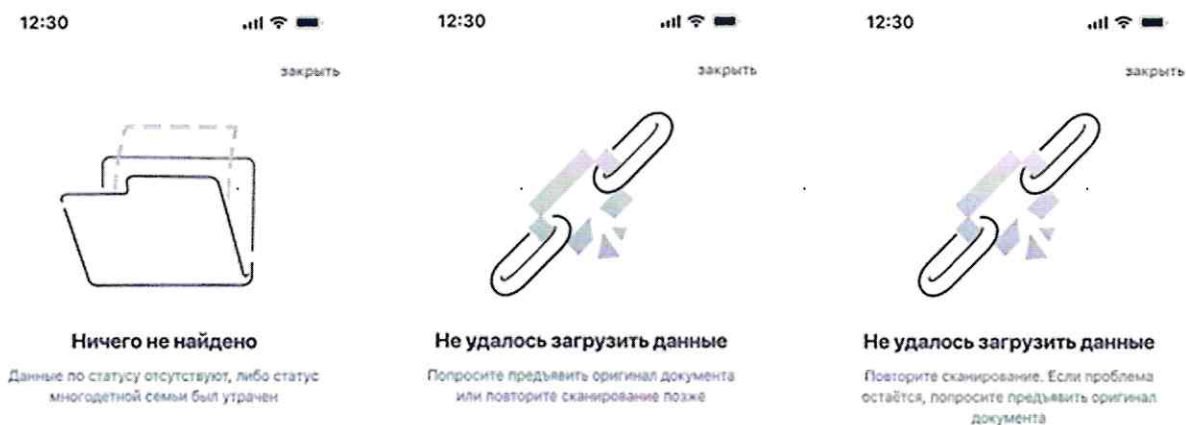 12:30
закрыть
Ничего не найдено
Данные по статусу отсутствуют, либо статус
многодетной семьи был утрачен
12:30
закрыть
Не удалось загрузить данные
Попросите предъявить оригинал документа
или повторите сканирование позже
12:30
закрыть
Не удалось загрузить данные
Повторите сканирование. Если проблема
остаётся, попросите предъявить оригинал
документа